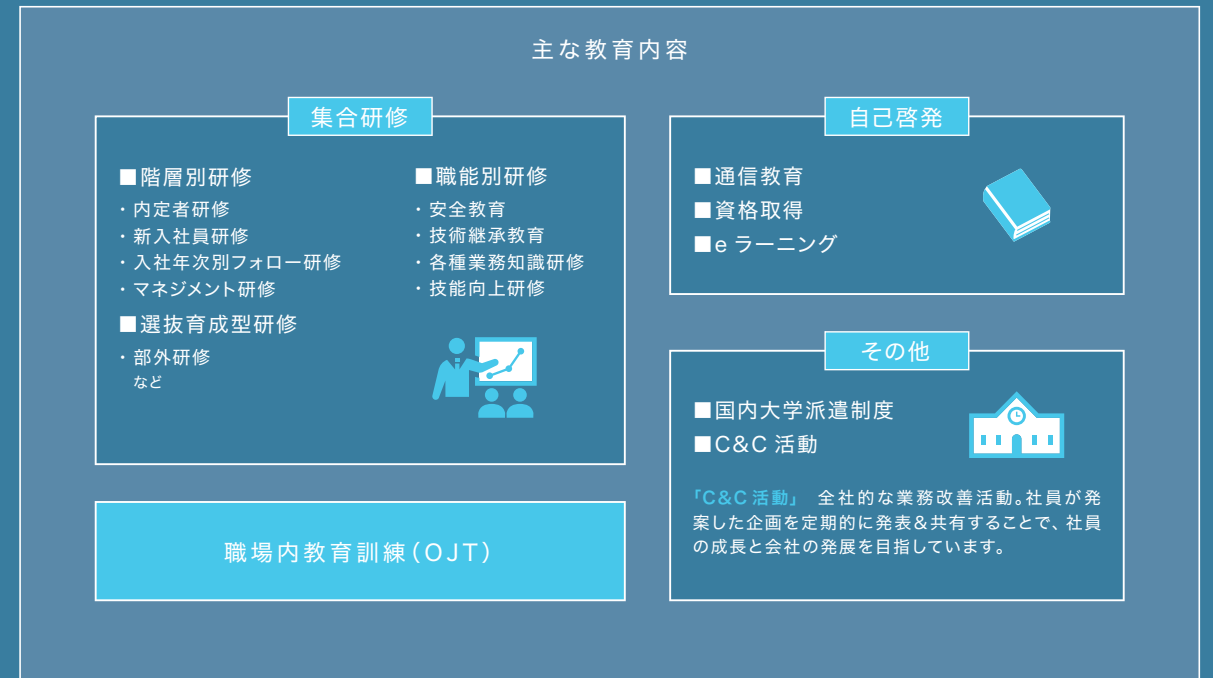 主な教育内容
集合研修
■階層別研修
・内定者研修
・新入社員研修
・入社年次別フォロー研修
・マネジメント研修
■選抜育成型研修
・部外研修
など
■職能別研修
・安全教育
・技術継承教育
・各種業務知識研修
・技能向上研修
職場内教育訓練(OJT)
自己啓発
■通信教育
■資格取得
■e ラーニング
その他
■国内大学派遣制度
■C&C 活動
「C&C 活動」 全社的な業務改善活動。社員が発
案した企画を定期的に発表&共有することで、社員
の成長と会社の発展を目指しています。